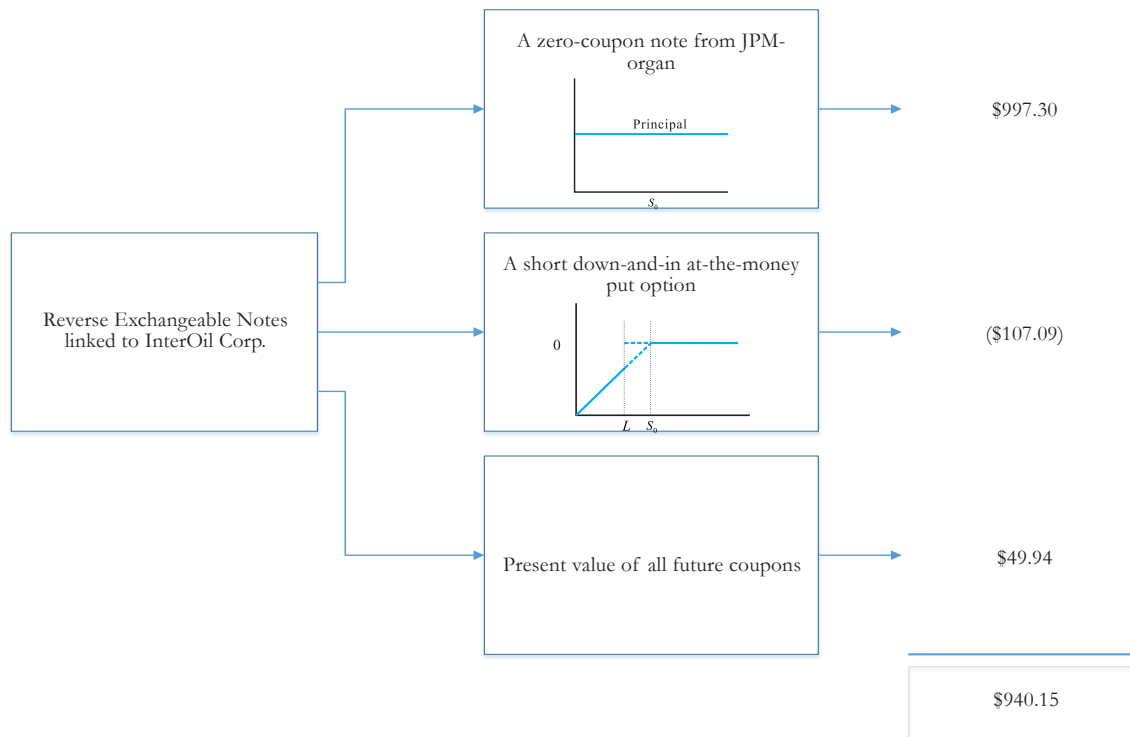 A zero-coupon note from JPM-
organ
Principal
S₀
$997.30
Reverse Exchangeable Notes
linked to InterOil Corp.
A short down-and-in at-the-money
put option
0
L S₀
($107.09)
Present value of all future coupons
$49.94
$940.15